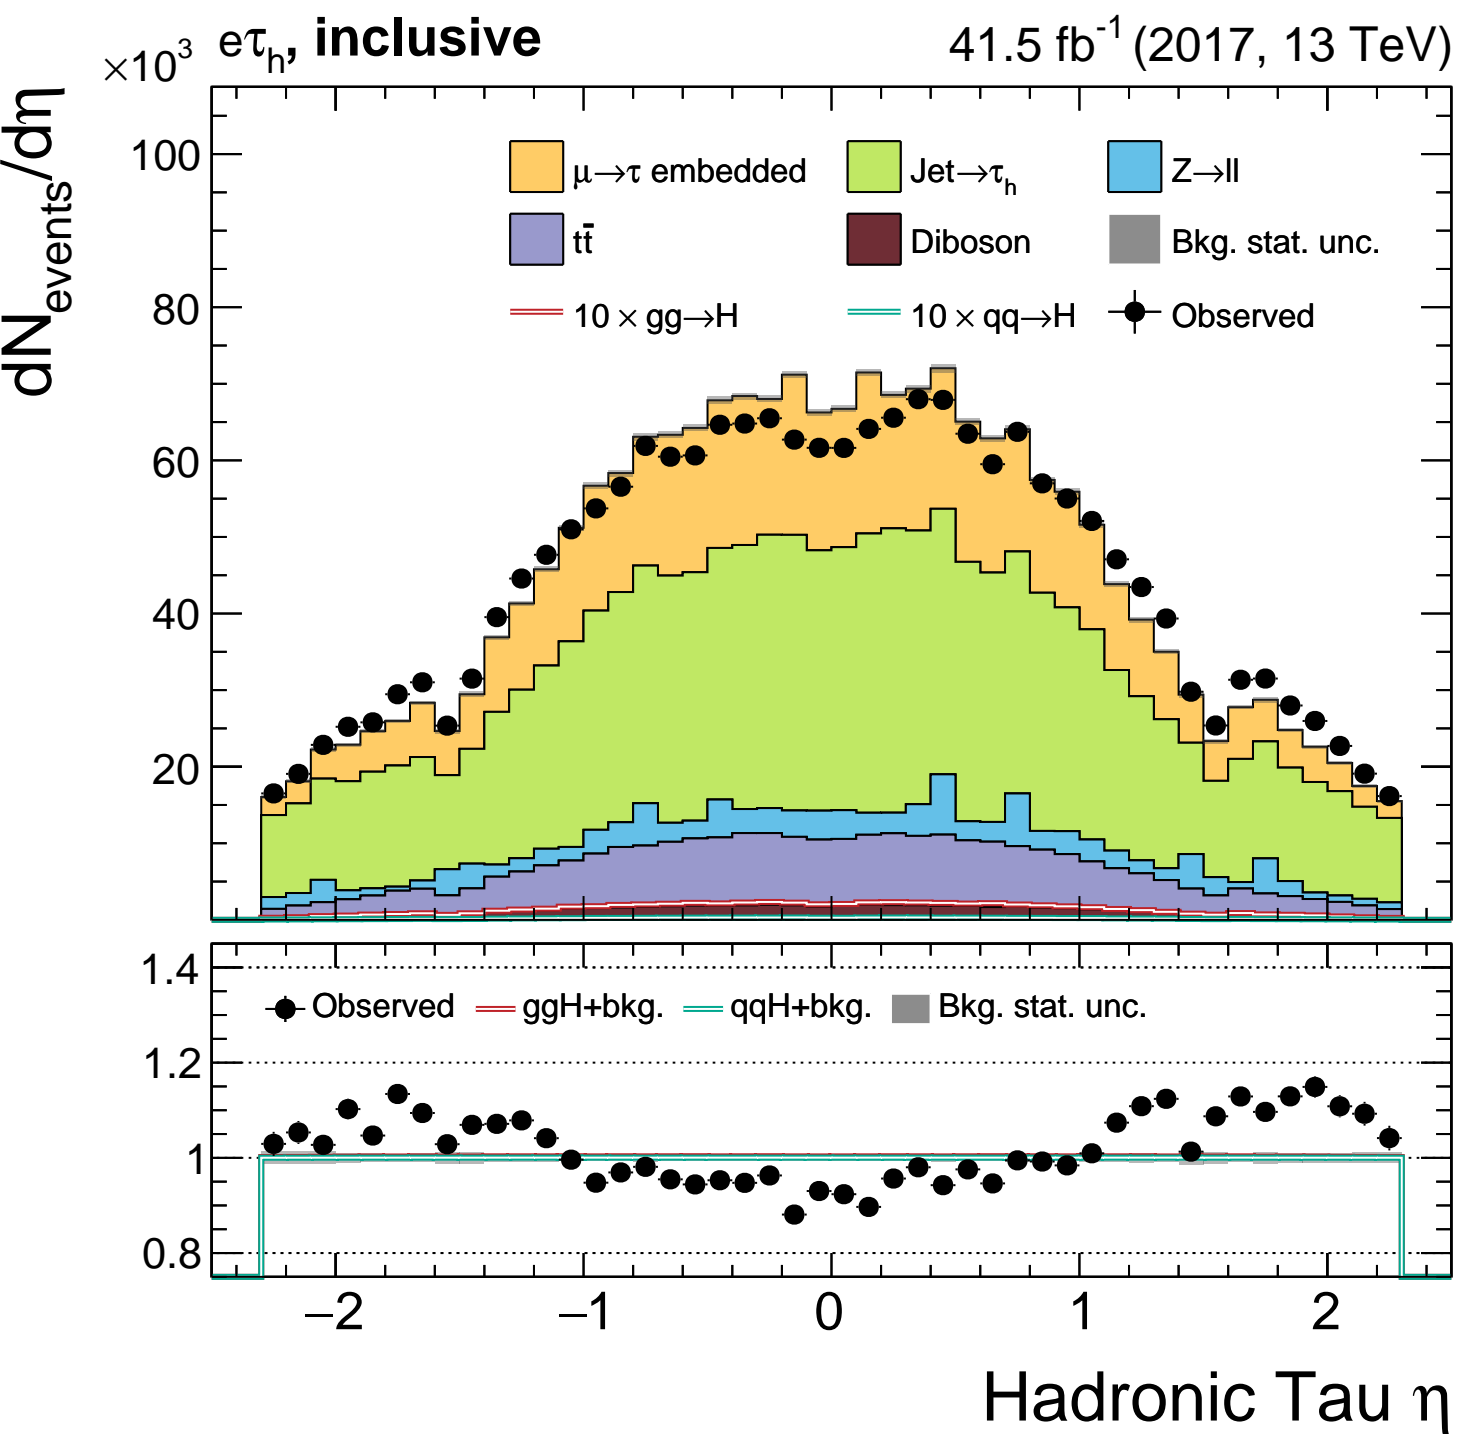 ×10³ eτₕ, inclusive 41.5 fb⁻¹ (2017, 13 TeV)
dN_events/dη
100
80
60
40
20
μ→τ embedded Jet→τₕ Z→ll
tt̄ Diboson Bkg. stat. unc.
10 × gg→H 10 × qq→H Observed
1.4
1.2
1
0.8
Observed ggH+bkg. qqH+bkg. Bkg. stat. unc.
−2 −1 0 1 2
Hadronic Tau η